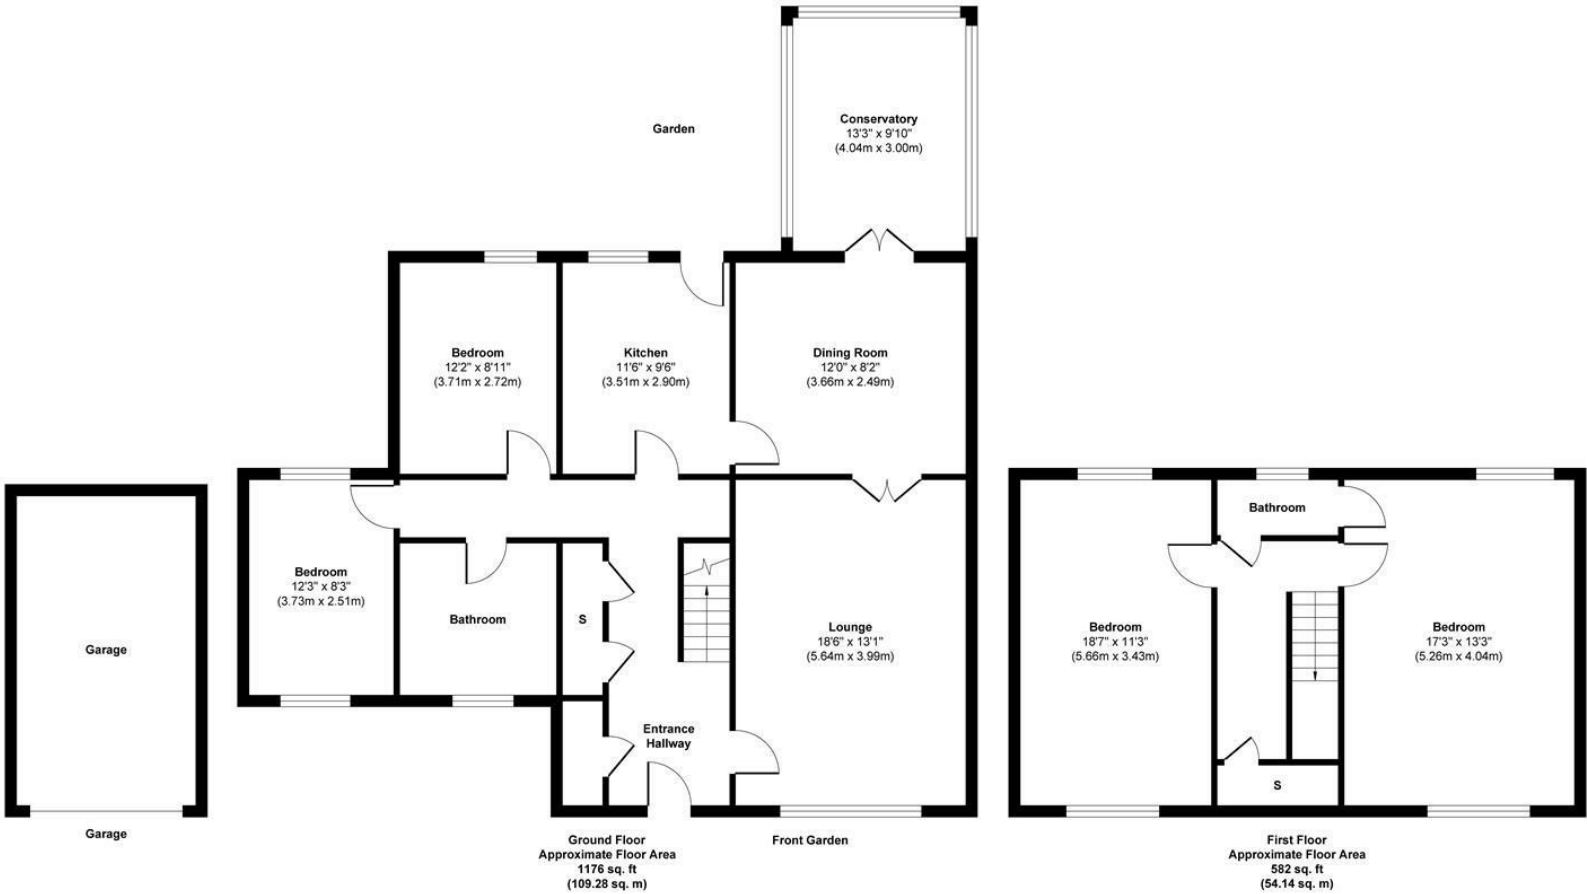 Garden
Conservatory
13'3" x 9'10"
(4.04m x 3.00m)
Bedroom
12'2" x 8'11"
(3.71m x 2.72m)
Kitchen
11'6" x 9'6"
(3.51m x 2.90m)
Dining Room
12'0" x 8'2"
(3.66m x 2.49m)
Bedroom
12'3" x 8'3"
(3.73m x 2.51m)
Bathroom
S
Lounge
18'6" x 13'1"
(5.64m x 3.99m)
Entrance
Hallway
Garage
Garage
Ground Floor
Approximate Floor Area
1176 sq. ft
(109.28 sq. m)
Front Garden
Bathroom
Bedroom
18'7" x 11'3"
(5.66m x 3.43m)
Bedroom
17'3" x 13'3"
(5.26m x 4.04m)
S
First Floor
Approximate Floor Area
582 sq. ft
(54.14 sq. m)